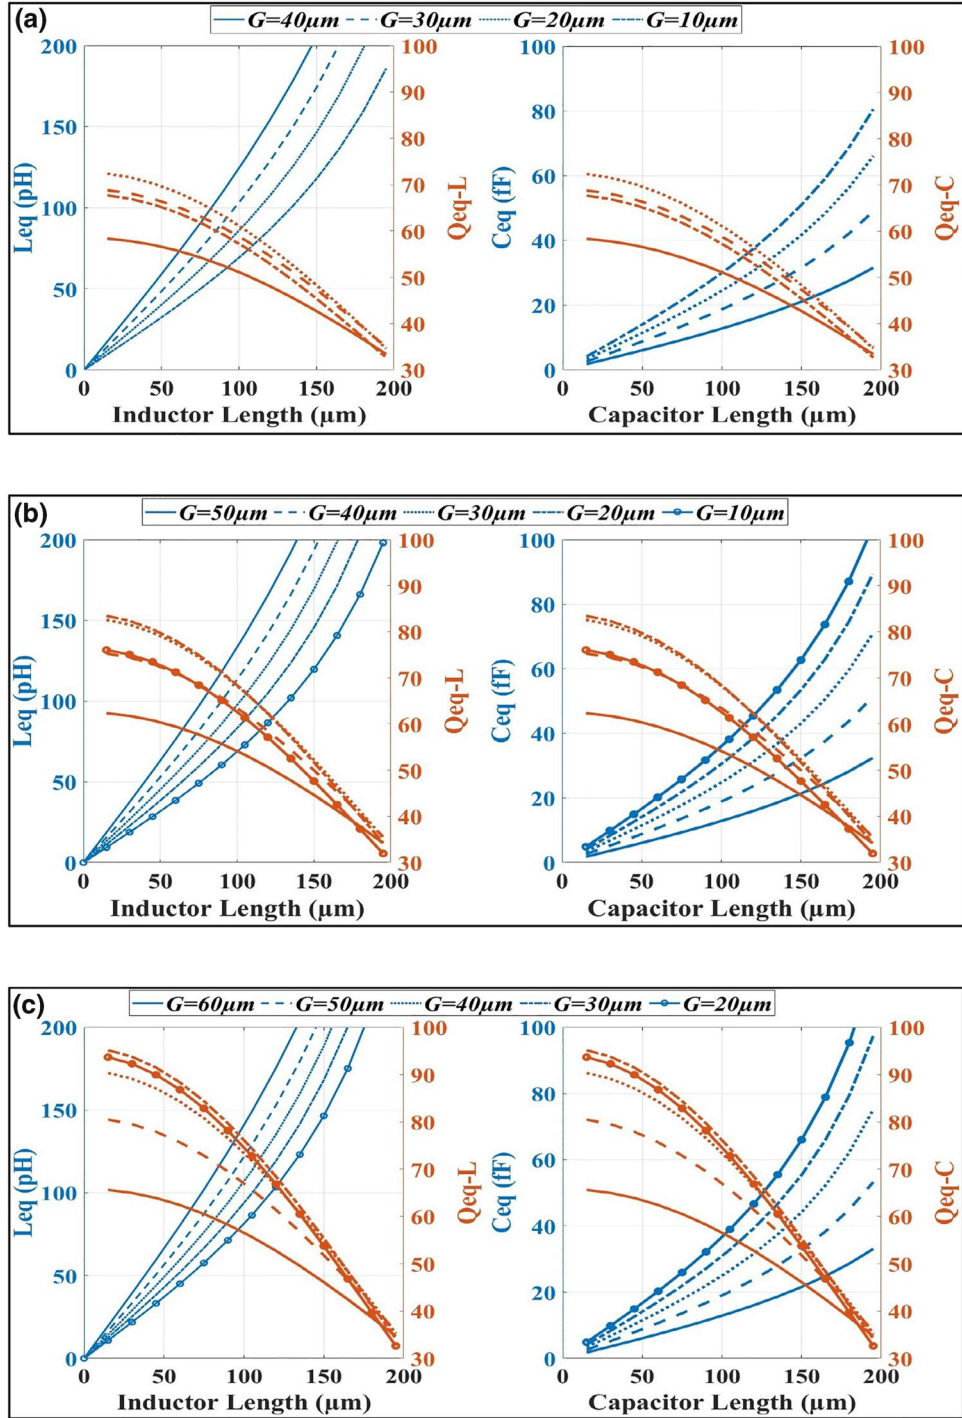 (a)
G=40μm G=30μm G=20μm G=10μm
200 150 100 50 0
Leq (pH)
100 90 80 70 60 50 40 30
Qeq-L
0 50 100 150 200
Inductor Length (μm)
100 80 60 40 20 0
Ceq (fF)
100 90 80 70 60 50 40 30
Qeq-C
0 50 100 150 200
Capacitor Length (μm)
(b)
G=50μm G=40μm G=30μm G=20μm G=10μm
200 150 100 50 0
Leq (pH)
100 90 80 70 60 50 40 30
Qeq-L
0 50 100 150 200
Inductor Length (μm)
100 80 60 40 20 0
Ceq (fF)
100 90 80 70 60 50 40 30
Qeq-C
0 50 100 150 200
Capacitor Length (μm)
(c)
G=60μm G=50μm G=40μm G=30μm G=20μm
200 150 100 50 0
Leq (pH)
100 90 80 70 60 50 40 30
Qeq-L
0 50 100 150 200
Inductor Length (μm)
100 80 60 40 20 0
Ceq (fF)
100 90 80 70 60 50 40 30
Qeq-C
0 50 100 150 200
Capacitor Length (μm)